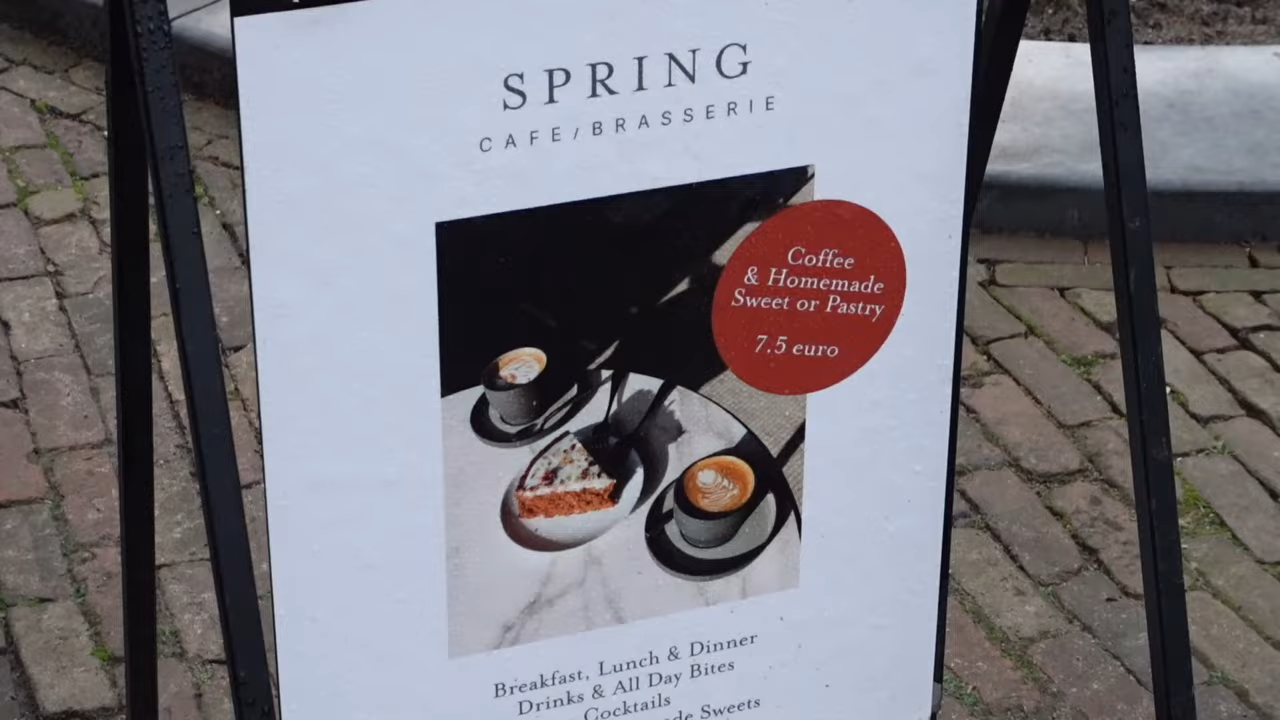 SPRING
CAFE/BRASSERIE
Coffee
& Homemade
Sweet or Pastry
7,5 euro
Breakfast, Lunch & Dinner
Drinks & All Day Bites
Cocktails
Sweets